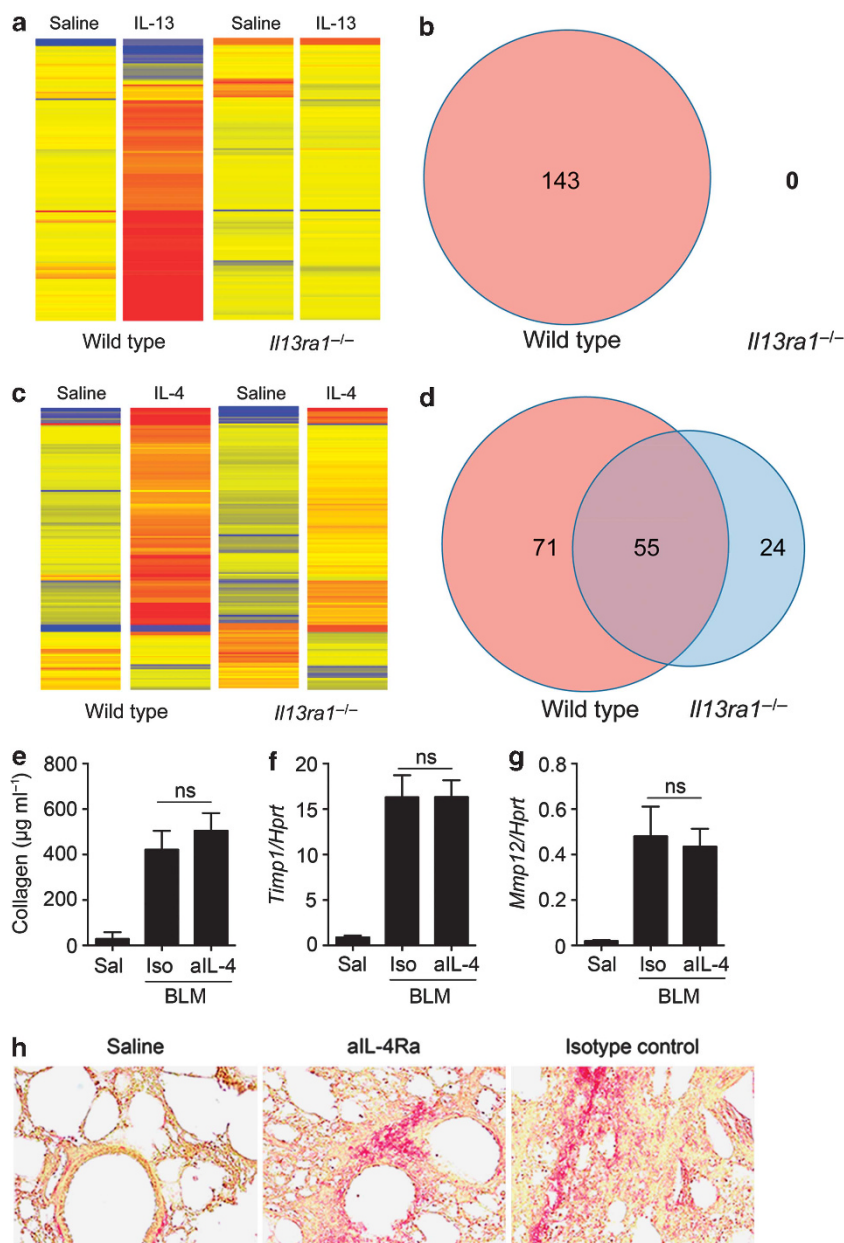 a
Saline IL-13 Saline IL-13
Wild type Il13ra1–/–
b
143 0
Wild type
Il13ra1–/–
c
Saline IL-4 Saline IL-4
Wild type Il13ra1–/–
d
71 55 24
Wild type Il13ra1–/–
e
Collagen (µg ml⁻¹)
800
600
400
200
0
ns
Sal Iso aIL-4
BLM
f
Timp1/Hprt
20
15
10
5
0
ns
Sal Iso aIL-4
BLM
g
Mmp12/Hprt
0.8
0.6
0.4
0.2
0
ns
Sal Iso aIL-4
BLM
h
Saline aIL-4Ra Isotype control